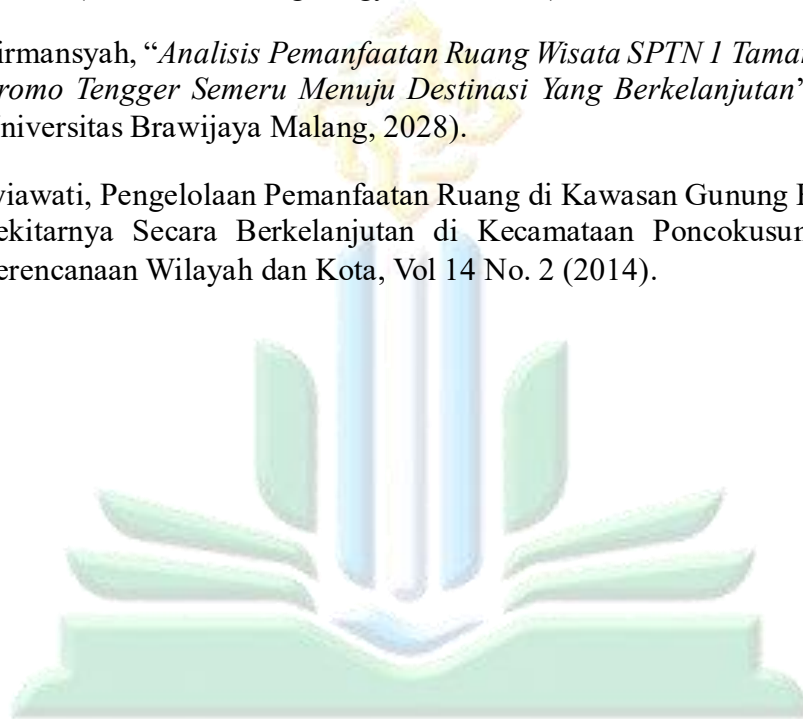 irmansyah, “Analisis Pemanfaatan Ruang Wisata SPTN 1 Taman
romo Tengger Semeru Menuju Destinasi Yang Berkelanjutan”
niversitas Brawijaya Malang, 2028).
viawati, Pengelolaan Pemanfaatan Ruang di Kawasan Gunung
ekitarnya Secara Berkelanjutan di Kecamataan Poncokusum
erencanaan Wilayah dan Kota, Vol 14 No. 2 (2014).